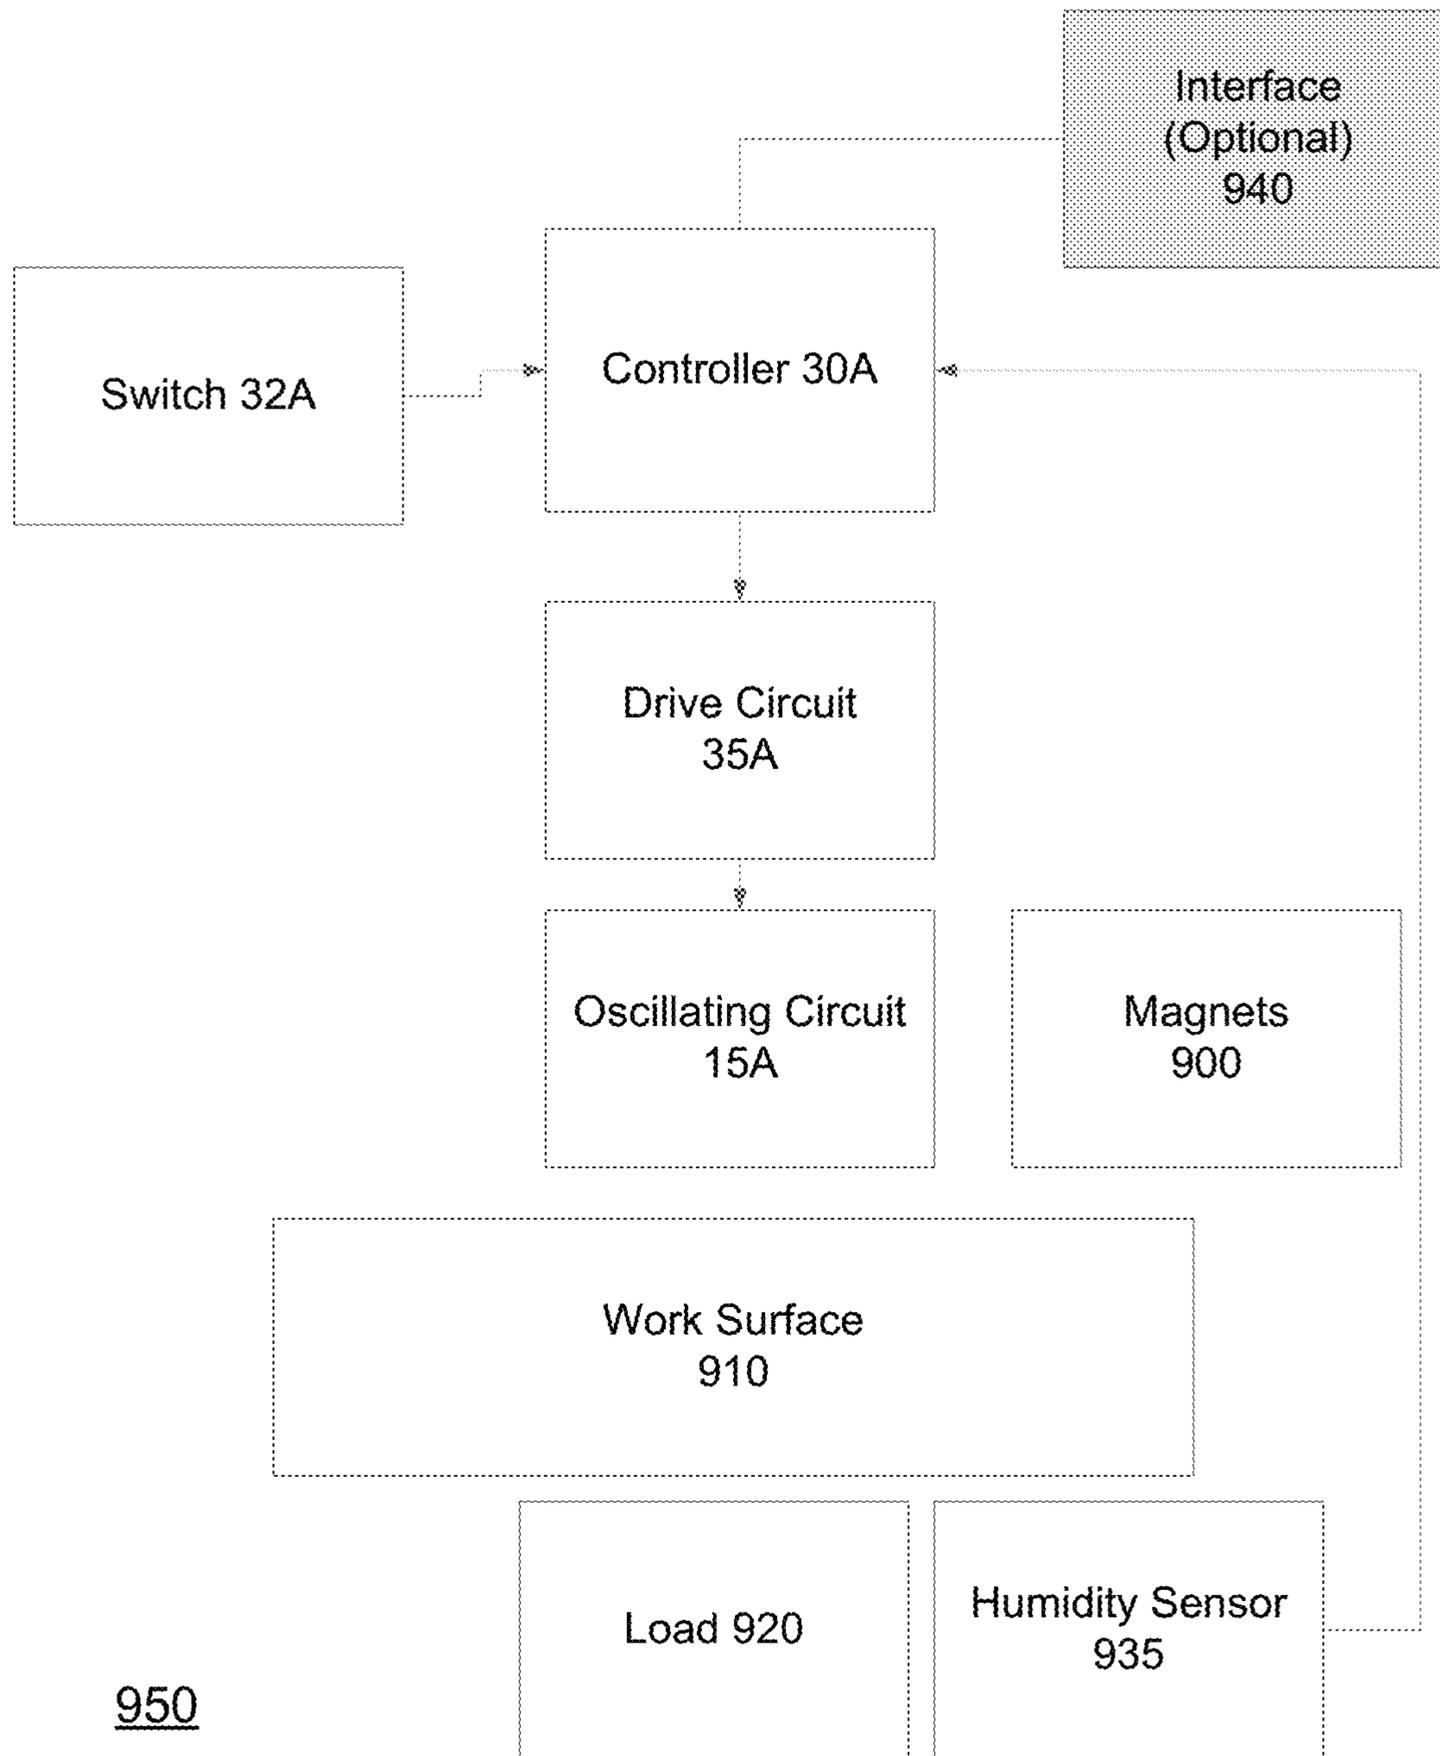 Interface
(Optional)
940
Switch 32A
Controller 30A
Drive Circuit
35A
Oscillating Circuit
15A
Magnets
900
Work Surface
910
Load 920
Humidity Sensor
935
950